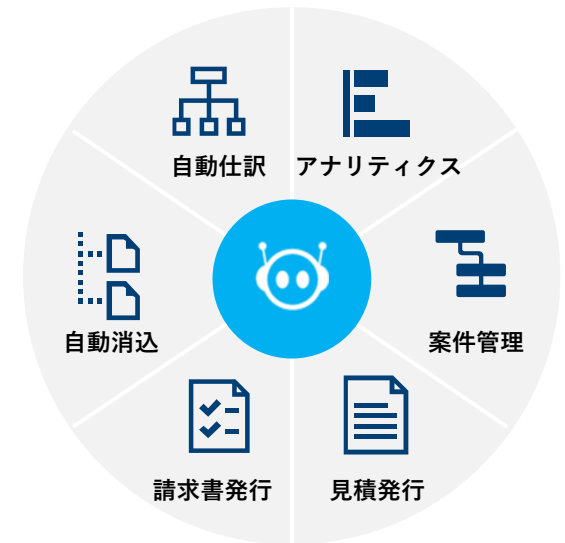 自動仕訳
アナリティクス
自動消込
案件管理
請求書発行
見積発行